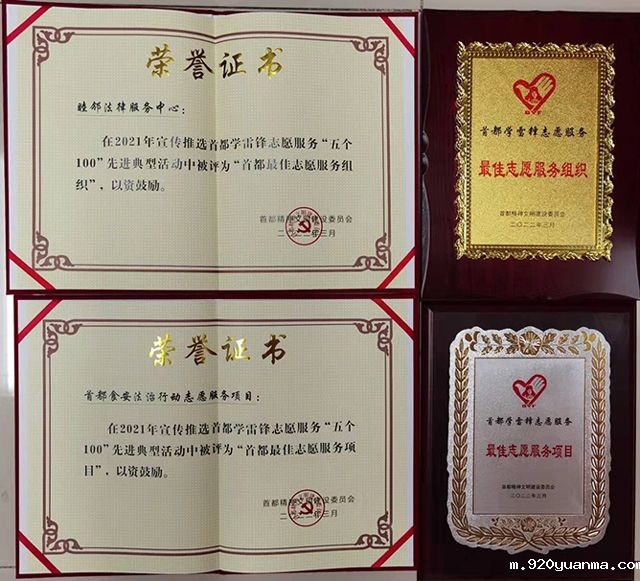 荣誉证书
睦邻法律服务中心：
在2021年宣传推选首都学雷锋志愿服务“五个
100”先进典型活动中被评为“首都最佳志愿服务组
织”，以资鼓励。
首都精神文明建设委员会
二〇二二年三月
BVF
首都学雷锋志愿服务
最佳志愿服务组织
首都精神文明建设委员会
二〇二二年三月
荣誉证书
首都食安法治行动志愿服务项目：
在2021年宣传推选首都学雷锋志愿服务“五个
100”先进典型活动中被评为“首都最佳志愿服务项
目”，以资鼓励。
首都精神文明建设委员会
二〇二二年三月
BVF
首都学雷锋志愿服务
最佳志愿服务项目
首都精神文明建设委员会
二〇二二年三月
m.920yuanma.com